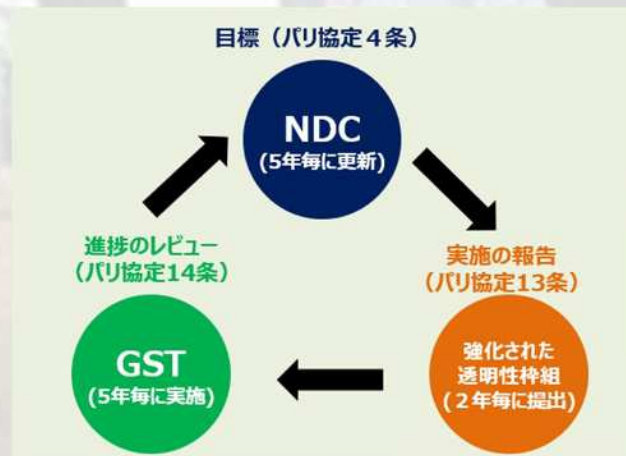 目標（パリ協定４条）
NDC
(5年毎に更新)
進捗のレビュー
（パリ協定14条）
GST
(5年毎に実施)
実施の報告
（パリ協定13条）
強化された
透明性枠組
(２年毎に提出)